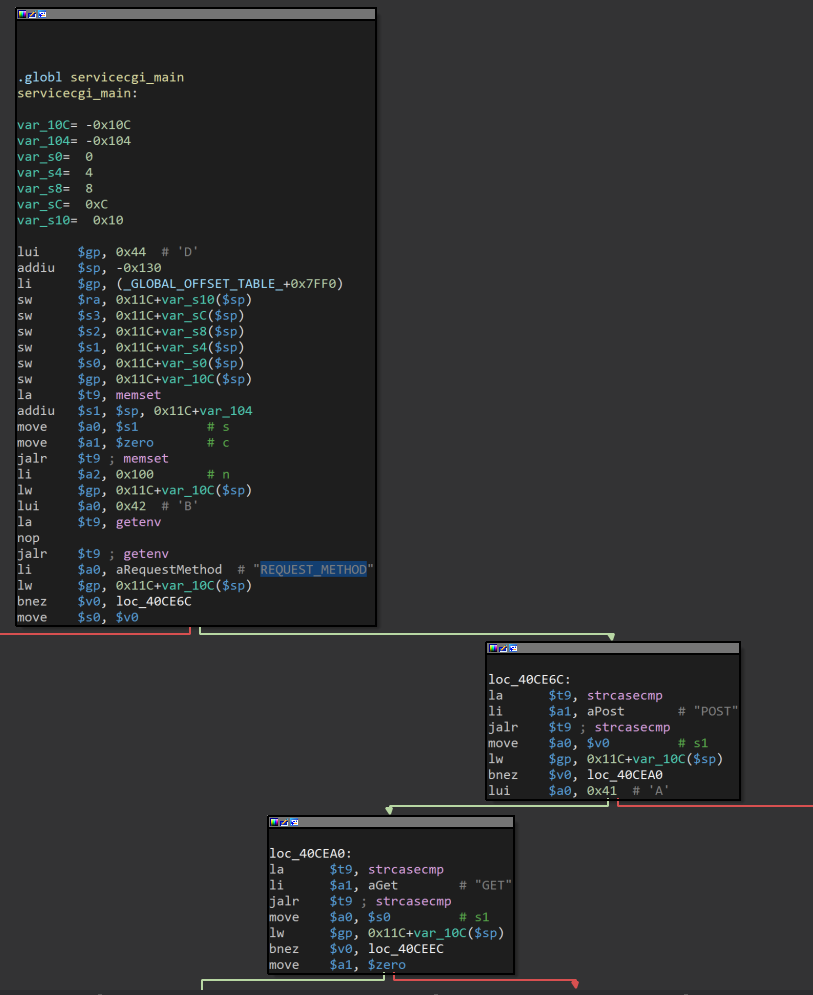 .globl servicecgi_main
servicecgi_main:
var_10C= -0x10C
var_104= -0x104
var_s0=  0
var_s4=  4
var_s8=  8
var_sC=  0xC
var_s10=  0x10
lui     $gp, 0x44  # 'D'
addiu   $sp, -0x130
li      $gp, (_GLOBAL_OFFSET_TABLE_+0x7FF0)
sw      $ra, 0x11C+var_s10($sp)
sw      $s3, 0x11C+var_sC($sp)
sw      $s2, 0x11C+var_s8($sp)
sw      $s1, 0x11C+var_s4($sp)
sw      $s0, 0x11C+var_s0($sp)
sw      $gp, 0x11C+var_10C($sp)
la      $t9, memset
addiu   $s1, $sp, 0x11C+var_104
move    $a0, $s1         # s
move    $a1, $zero       # c
jalr    $t9 ; memset
li      $a2, 0x100       # n
lw      $gp, 0x11C+var_10C($sp)
lui     $a0, 0x42  # 'B'
la      $t9, getenv
nop
jalr    $t9 ; getenv
li      $a0, aRequestMethod  # "REQUEST_METHOD"
lw      $gp, 0x11C+var_10C($sp)
bnez    $v0, loc_40CE6C
move    $s0, $v0
loc_40CE6C:
la      $t9, strcasecmp
li      $a1, aPost       # "POST"
jalr    $t9 ; strcasecmp
move    $a0, $v0         # s1
lw      $gp, 0x11C+var_10C($sp)
bnez    $v0, loc_40CEA0
lui     $a0, 0x41  # 'A'
loc_40CEA0:
la      $t9, strcasecmp
li      $a1, aGet        # "GET"
jalr    $t9 ; strcasecmp
move    $a0, $s0         # s1
lw      $gp, 0x11C+var_10C($sp)
bnez    $v0, loc_40CEEC
move    $a1, $zero